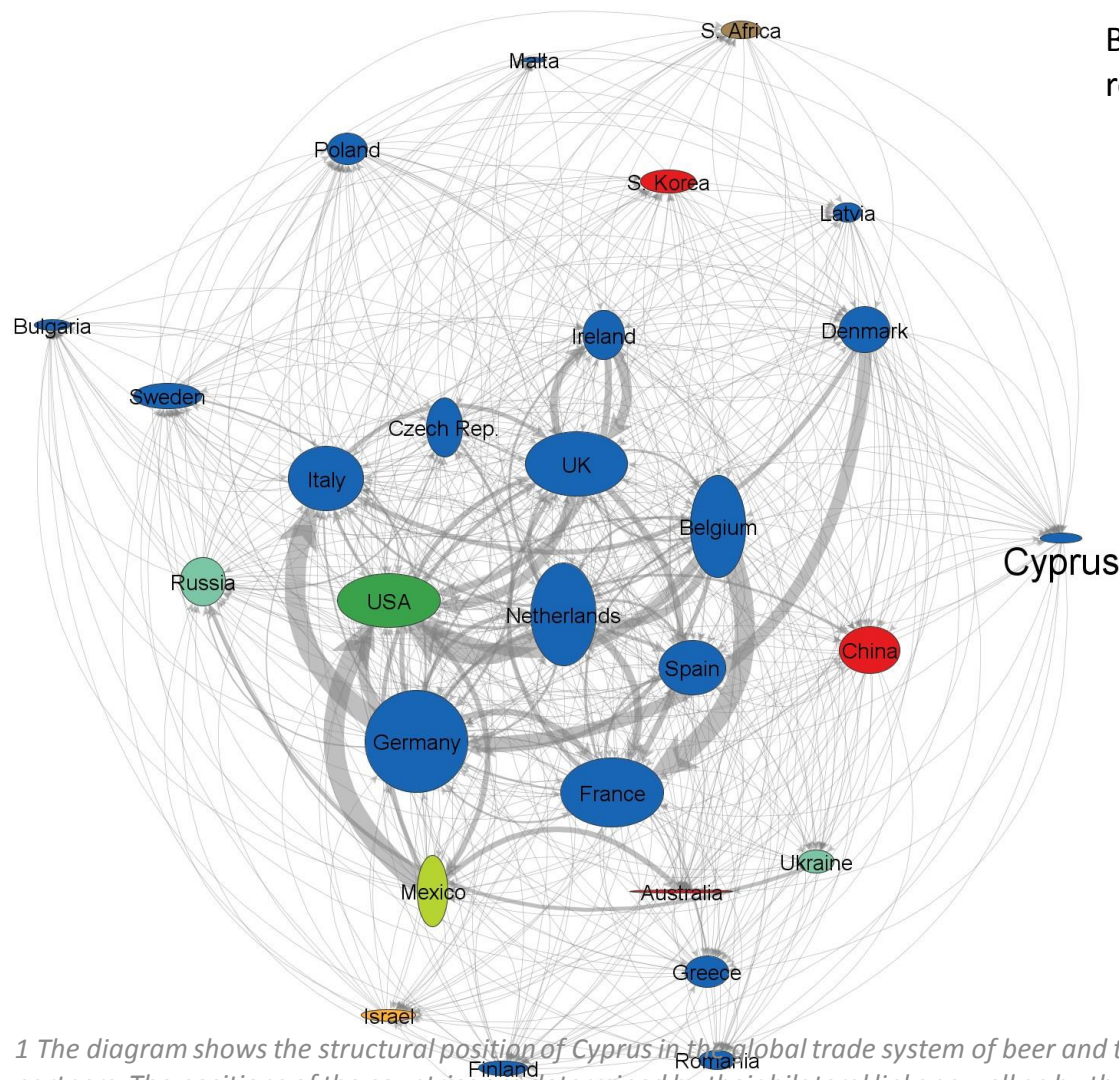 S. Africa
Malta
Poland
S. Korea
Latvia
Bulgaria
Ireland
Denmark
Sweden
Czech Rep.
UK
Italy
Belgium
Cyprus
Russia
USA
Netherlands
China
Spain
Germany
France
Ukraine
Mexico
Australia
Greece
Israel
1 The diagram shows the structural position of Cyprus in the global trade system of beer and
Romania
Finland